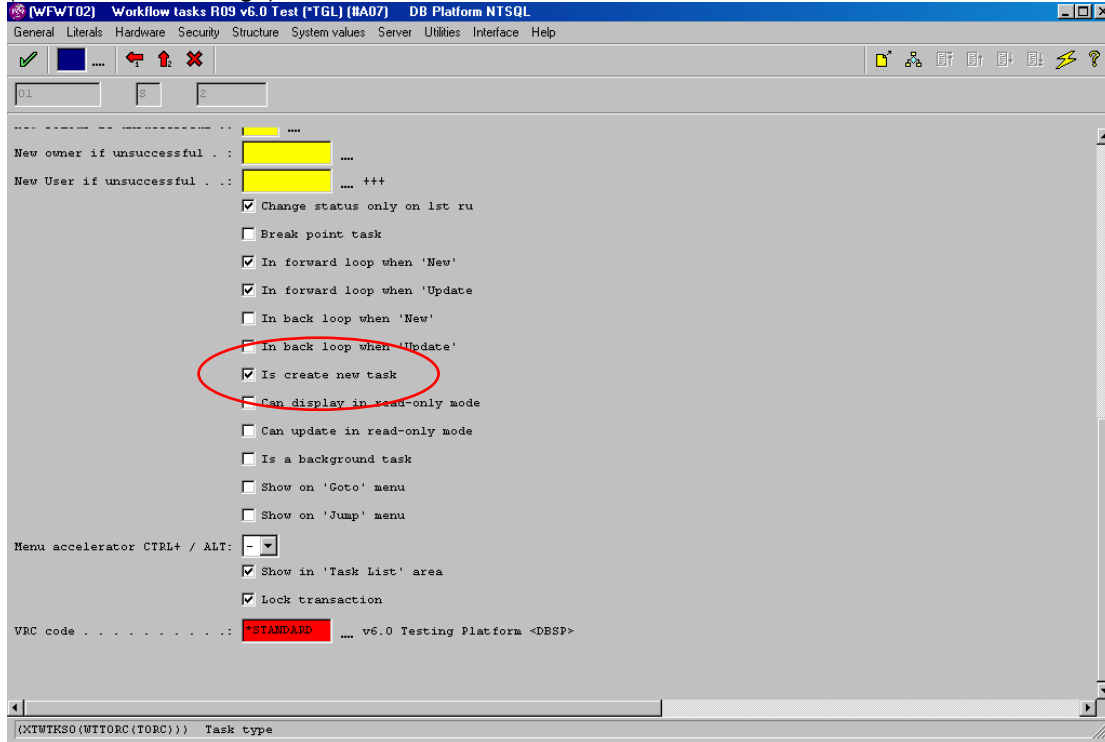 (WFWT02) Workflow tasks R09 v6.0 Test (*TGL) (#A07) DB Platform NTSQL
General Literals Hardware Security Structure System values Server Utilities Interface Help
....
01 S 2
....
New owner if unsuccessful . : ....
New User if unsuccessful . .: .... +++
Change status only on 1st ru
Break point task
In forward loop when 'New'
In forward loop when 'Update
In back loop when 'New'
In back loop when 'Update'
Is create new task
Can display in read-only mode
Can update in read-only mode
Is a background task
Show on 'Goto' menu
Show on 'Jump' menu
Menu accelerator CTRL+ / ALT: -
Show in 'Task List' area
Lock transaction
VRC code . . . . . . . . . . .: *STANDARD .... v6.0 Testing Platform <DBSP>
(XTWTKSO(WTTORC(TORC))) Task type